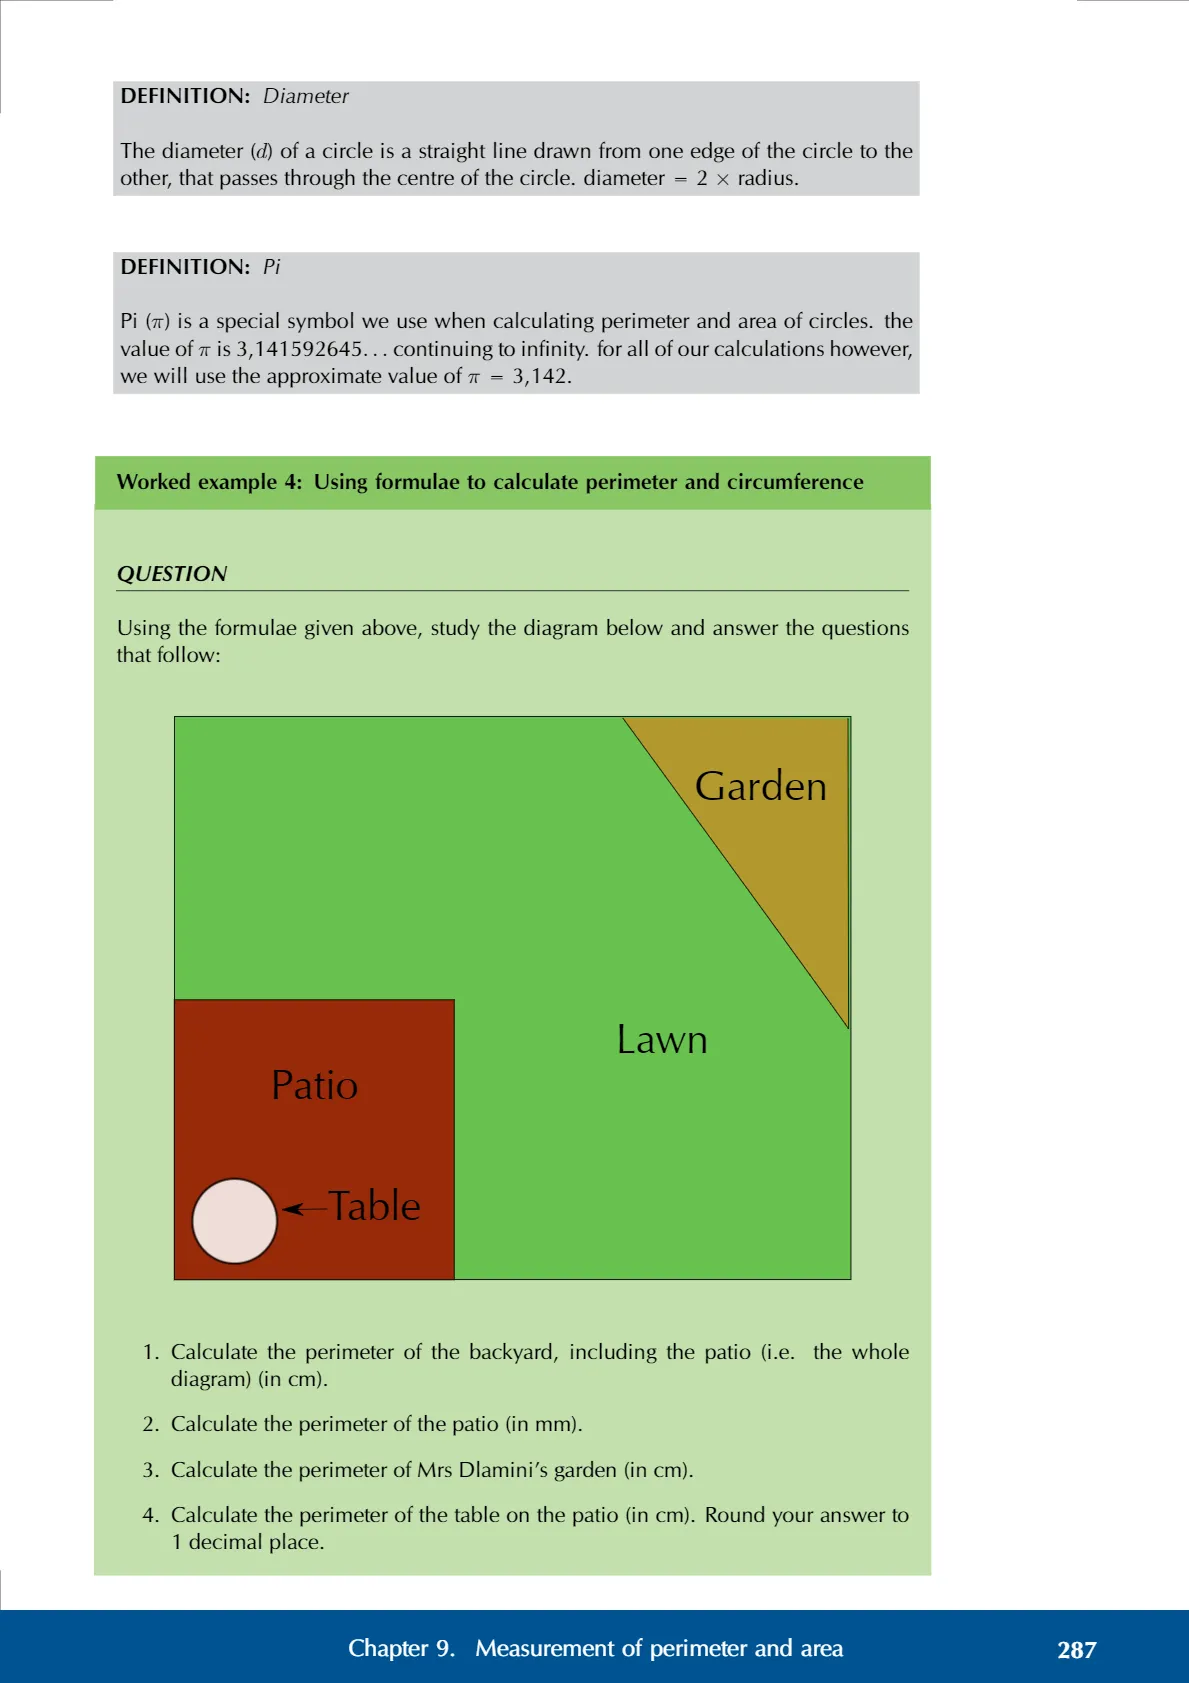 DEFINITION: Diameter
The diameter (d) of a circle is a straight line drawn from one edge of the circle to the
other, that passes through the centre of the circle. diameter = 2 × radius.
DEFINITION: Pi
Pi (π) is a special symbol we use when calculating perimeter and area of circles. the
value of π is 3,141592645. . . continuing to infinity. for all of our calculations however,
we will use the approximate value of π = 3,142.
Worked example 4: Using formulae to calculate perimeter and circumference
QUESTION
Using the formulae given above, study the diagram below and answer the questions
that follow:
Garden
Lawn
Patio
Table
1. Calculate the perimeter of the backyard, including the patio (i.e. the whole
diagram) (in cm).
2. Calculate the perimeter of the patio (in mm).
3. Calculate the perimeter of Mrs Dlamini’s garden (in cm).
4. Calculate the perimeter of the table on the patio (in cm). Round your answer to
1 decimal place.
Chapter 9. Measurement of perimeter and area 287